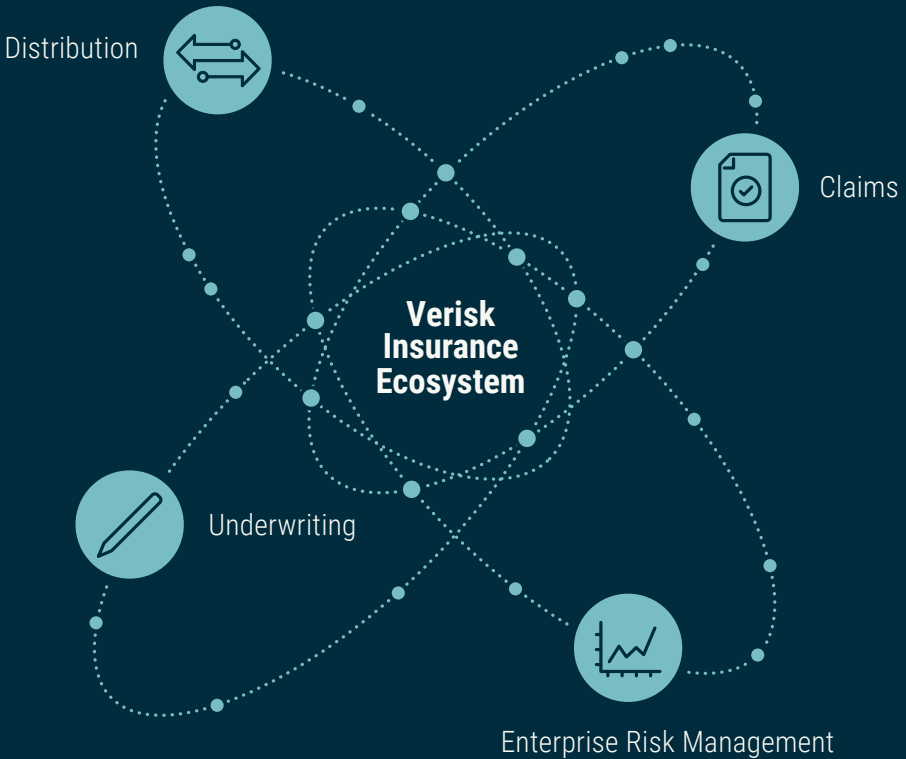 Distribution
Claims
Verisk
Insurance
Ecosystem
Underwriting
Enterprise Risk Management